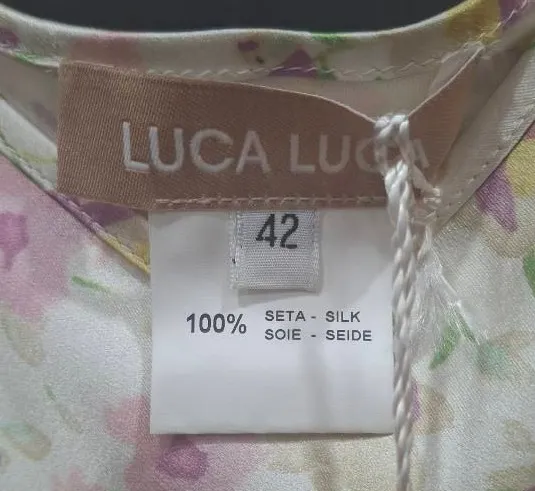 LUCA LUCA
42
100% SETA - SILK
SOIE - SEIDE